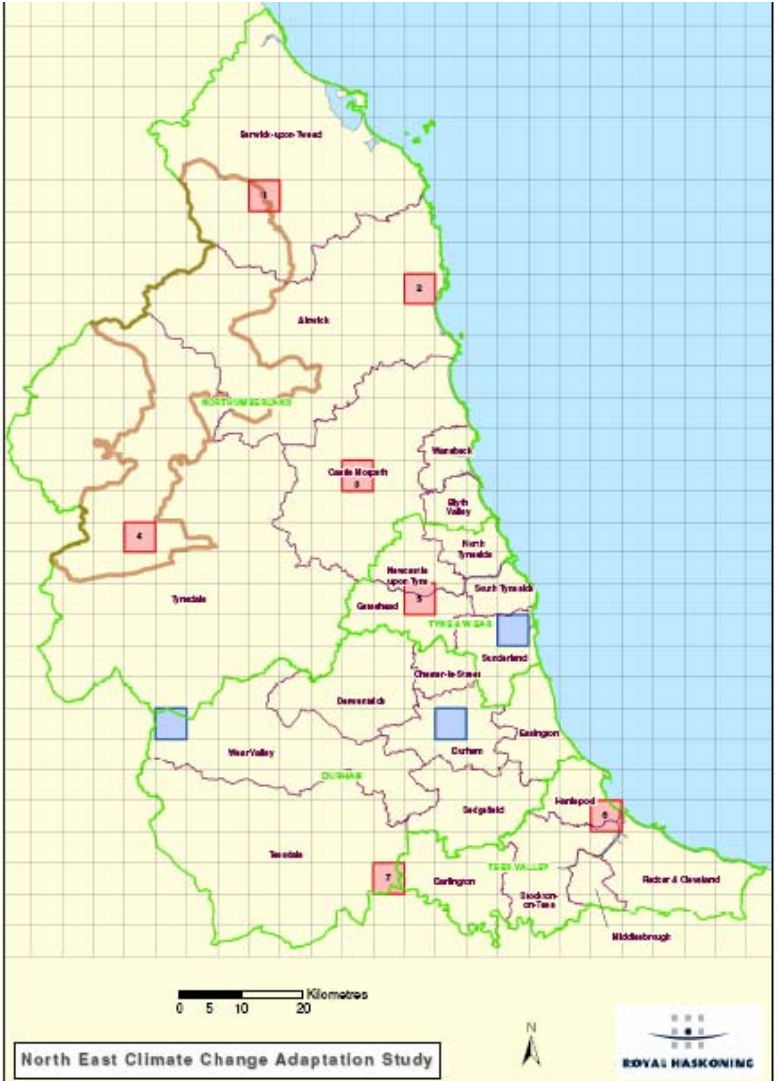 Berwick-upon-Tweed
1
2
Alnwick
NORTHUMBERLAND
Wansbeck
Castle Morpeth
3
Blyth
Valley
4
North
Tyneside
Newcastle
upon Tyne
South Tyneside
Tynedale
5
Gateshead
TYNE & WEAR
Sunderland
Chester-le-Street
Derwentside
Easington
Wear Valley
Durham
DURHAM
Hartlepool
Sedgefield
6
Teesdale
TEES VALLEY
7
Darlington
Redcar & Cleveland
Stockton-
on-Tees
Middlesbrough
Kilometres
0 5 10 20
N
North East Climate Change Adaptation Study
ROYAL HASKONING